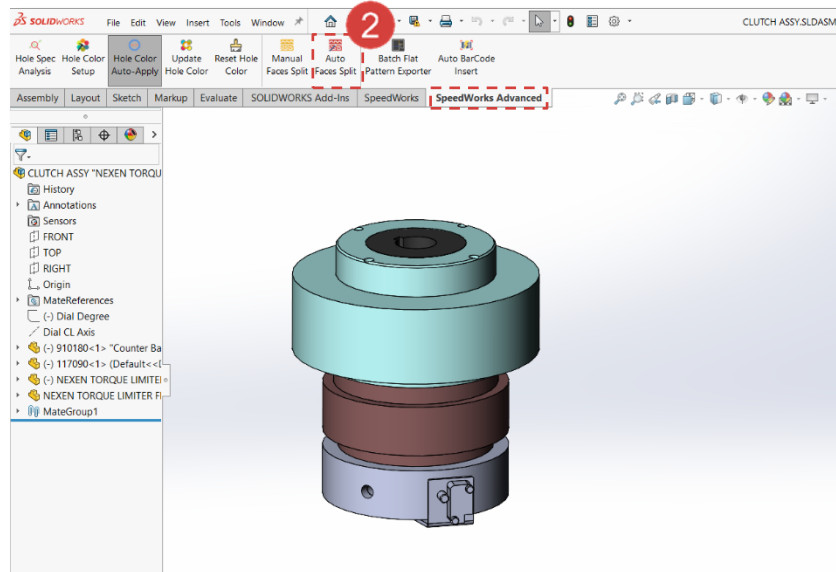 SOLIDWORKS File Edit View Insert Tools Window CLUTCH ASSY.SLDASM
2
Hole Spec Analysis
Hole Color Setup
Hole Color Auto-Apply
Update Hole Color
Reset Hole Color
Manual Faces Split
Auto Faces Split
Batch Flat Pattern Exporter
Auto BarCode Insert
Assembly Layout Sketch Markup Evaluate SOLIDWORKS Add-Ins SpeedWorks SpeedWorks Advanced
CLUTCH ASSY "NEXEN TORQU
History
Annotations
Sensors
FRONT
TOP
RIGHT
Origin
MateReferences
(-) Dial Degree
Dial CL Axis
(-) 910180<1> "Counter Ba
(-) 117090<1> (Default<<
(-) NEXEN TORQUE LIMITE
NEXEN TORQUE LIMITER F
MateGroup1